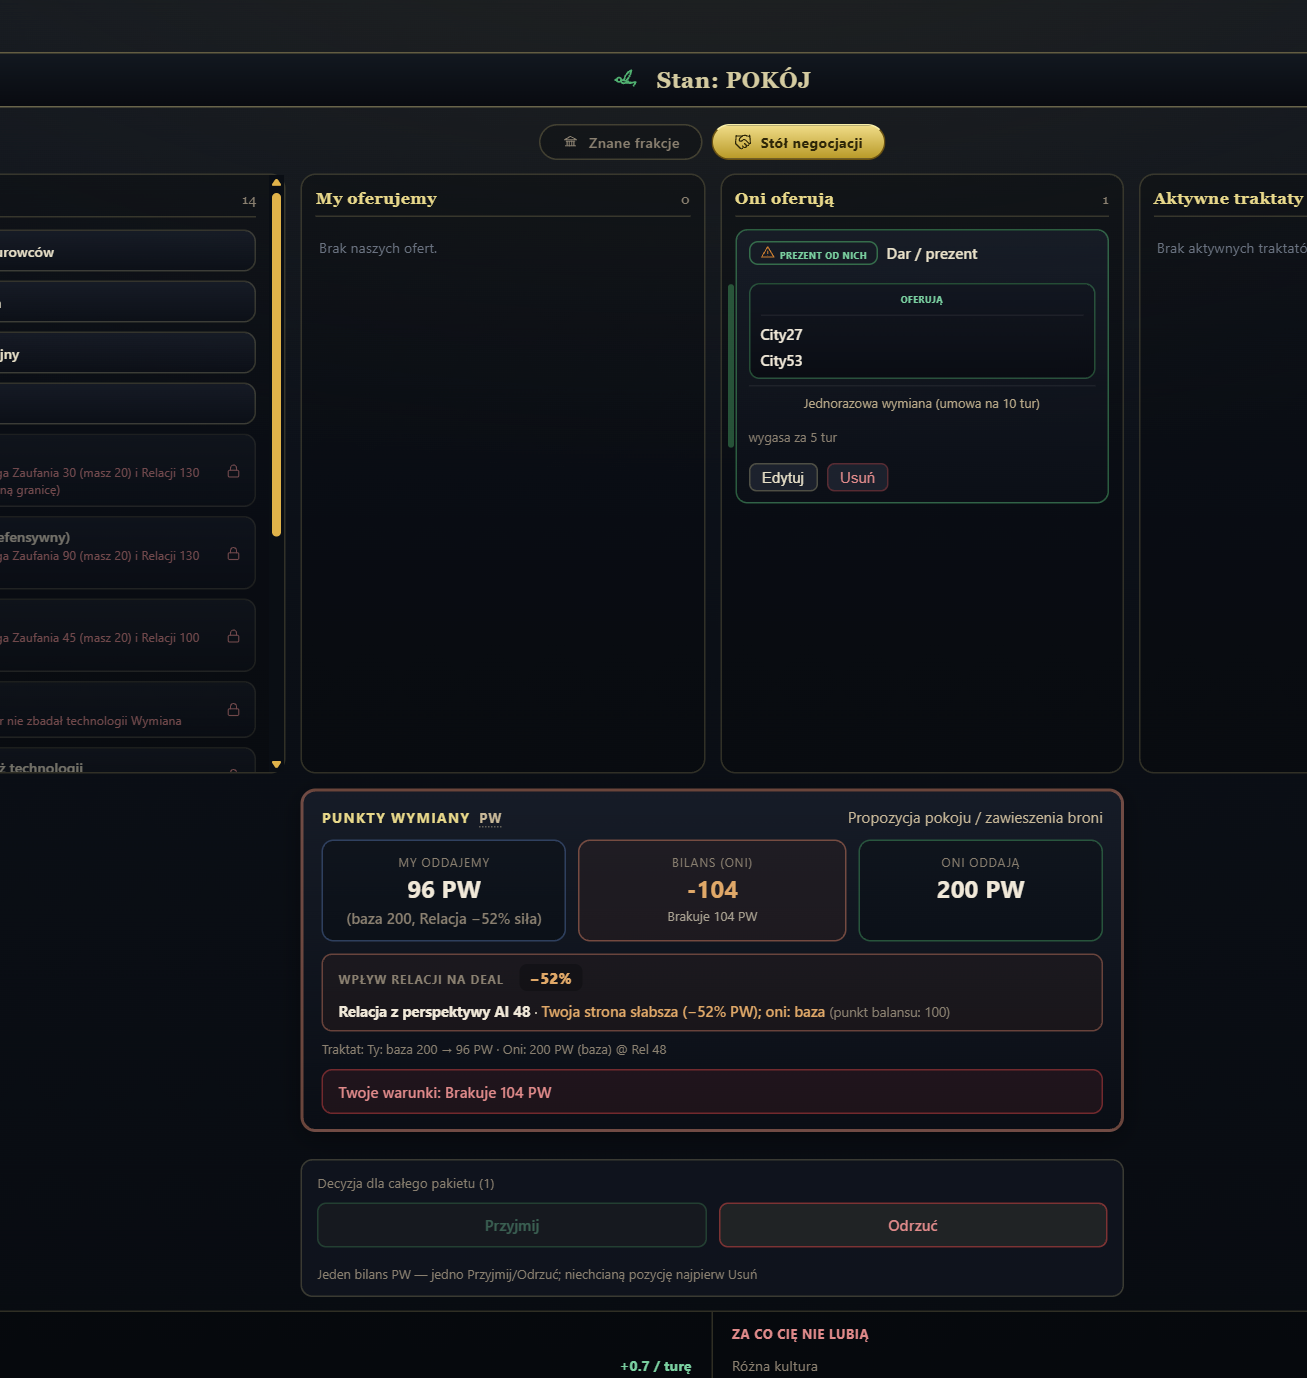 Stan: POKÓJ
Znane frakcje
Stół negocjacji
14
urowców
jny
ga Zaufania 30 (masz 20) i Relacji 130
ną granicę)
efensywny)
ga Zaufania 90 (masz 20) i Relacji 130
ga Zaufania 45 (masz 20) i Relacji 100
r nie zbadał technologii Wymiana
ż technologii
My oferujemy
0
Brak naszych ofert.
Oni oferują
1
PREZENT OD NICH
Dar / prezent
OFERUJĄ
City27
City53
Jednorazowa wymiana (umowa na 10 tur)
wygasa za 5 tur
Edytuj
Usuń
Aktywne traktaty
Brak aktywnych traktató
PUNKTY WYMIANY PW
Propozycja pokoju / zawieszenia broni
MY ODDAJEMY
96 PW
(baza 200, Relacja −52% siła)
BILANS (ONI)
-104
Brakuje 104 PW
ONI ODDAJĄ
200 PW
WPŁYW RELACJI NA DEAL −52%
Relacja z perspektywy AI 48 · Twoja strona słabsza (−52% PW); oni: baza (punkt balansu: 100)
Traktat: Ty: baza 200 → 96 PW · Oni: 200 PW (baza) @ Rel 48
Twoje warunki: Brakuje 104 PW
Decyzja dla całego pakietu (1)
Przyjmij
Odrzuć
Jeden bilans PW — jedno Przyjmij/Odrzuć; niechcianą pozycję najpierw Usuń
+0.7 / turę
ZA CO CIĘ NIE LUBIĄ
Różna kultura